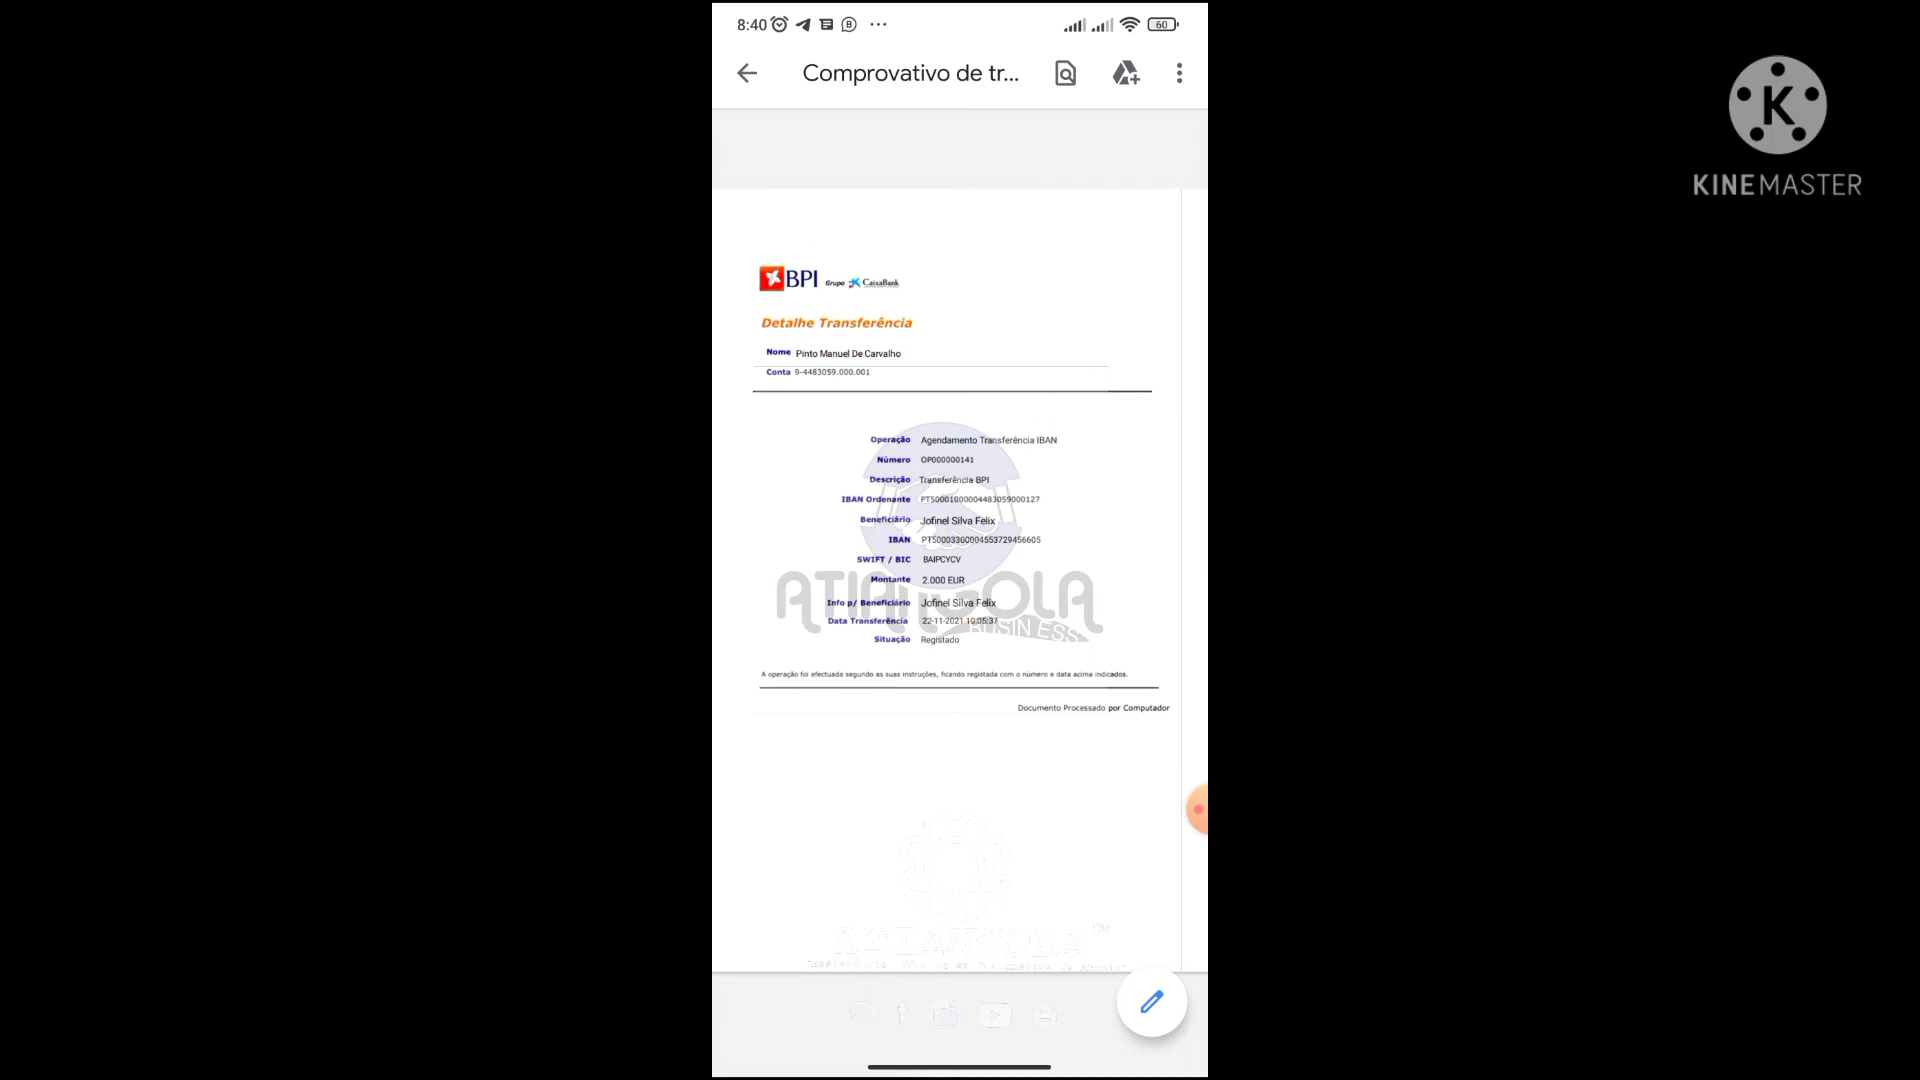 8:40
60
Comprovativo de tr...
KINEMASTER
BPI Grupo CaixaBank
Detalhe Transferência
Nome Pinto Manuel De Carvalho
Conta 9-4483059.000.001
Operação Agendamento Transferência IBAN
Número OP000000141
Descrição Transferência BPI
IBAN Ordenante PT50001000004483059000127
Beneficiário Jofinel Silva Felix
IBAN PT50003300004553729456605
SWIFT / BIC BAIPCYCV
Montante 2.000 EUR
ATIANGOLA
Info p/ Beneficiário Jofinel Silva Felix
Data Transferência 22-11-2021 10:05:37
BUSINESS
Situação Registado
A operação foi efectuada segundo as suas instruções, ficando registada com o número e data acima indicados.
Documento Processado por Computador
ATIANGOLA